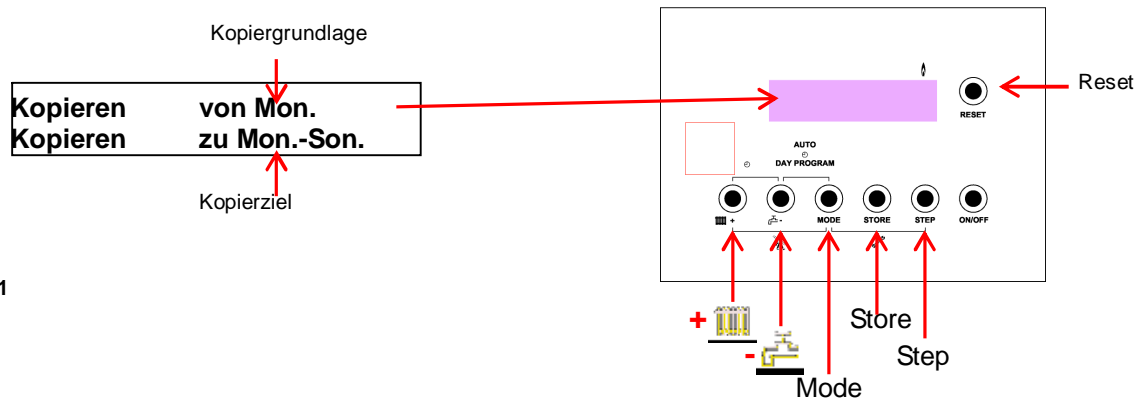 Kopiergrundlage
Kopieren von Mon.
Kopieren zu Mon.-Son.
Kopierziel
1
Reset
RESET
AUTO
DAY PROGRAM
+ - MODE STORE STEP ON/OFF
+
-
Store
Step
Mode